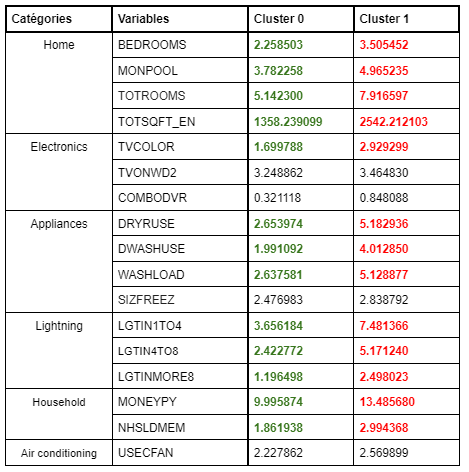 Catégories Variables Cluster 0 Cluster 1
Home BEDROOMS 2.258503 3.505452
MONPOOL 3.782258 4.965235
TOTROOMS 5.142300 7.916597
TOTSQFT_EN 1358.239099 2542.212103
Electronics TVCOLOR 1.699788 2.929299
TVONWD2 3.248862 3.464830
COMBODVR 0.321118 0.848088
Appliances DRYRUSE 2.653974 5.182936
DWASHUSE 1.991092 4.012850
WASHLOAD 2.637581 5.128877
SIZFREEZ 2.476983 2.838792
Lightning LGTIN1TO4 3.656184 7.481366
LGTIN4TO8 2.422772 5.171240
LGTINMORE8 1.196498 2.498023
Household MONEYPY 9.995874 13.485680
NHSLDMEM 1.861938 2.994368
Air conditioning USECFAN 2.227862 2.569899